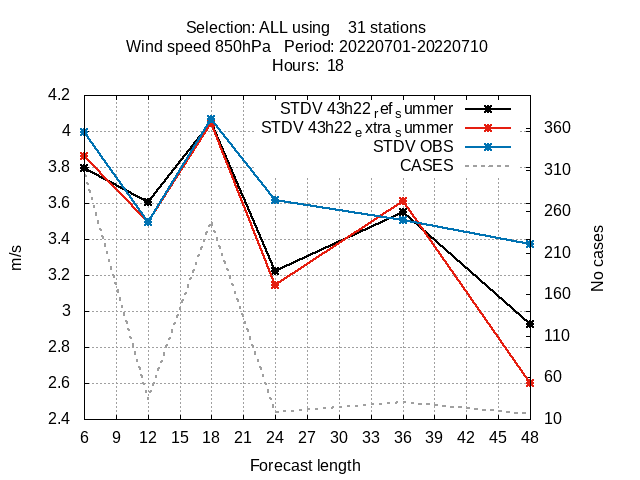 Selection: ALL using    31 stations
Wind speed 850hPa   Period: 20220701-20220710
Hours:  18
STDV 43h22 ref summer
STDV 43h22 extra summer
STDV OBS
CASES
4.2
4
3.8
3.6
3.4
3.2
3
2.8
2.6
2.4
m/s
360
310
260
210
160
110
60
10
No cases
6 9 12 15 18 21 24 27 30 33 36 39 42 45 48
Forecast length